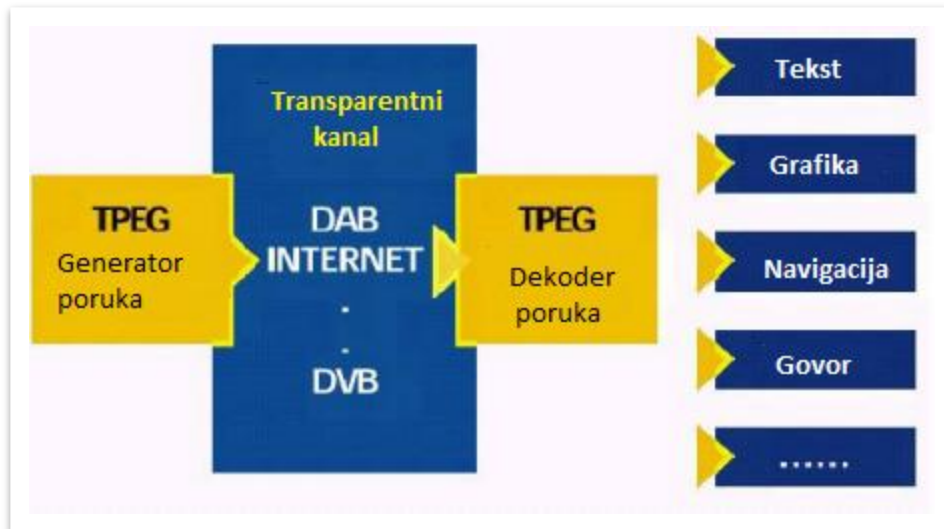 TPEG
Generator
poruka
Transparentni
kanal
DAB
INTERNET
.
.
DVB
TPEG
Dekoder
poruka
Tekst
Grafika
Navigacija
Govor
......